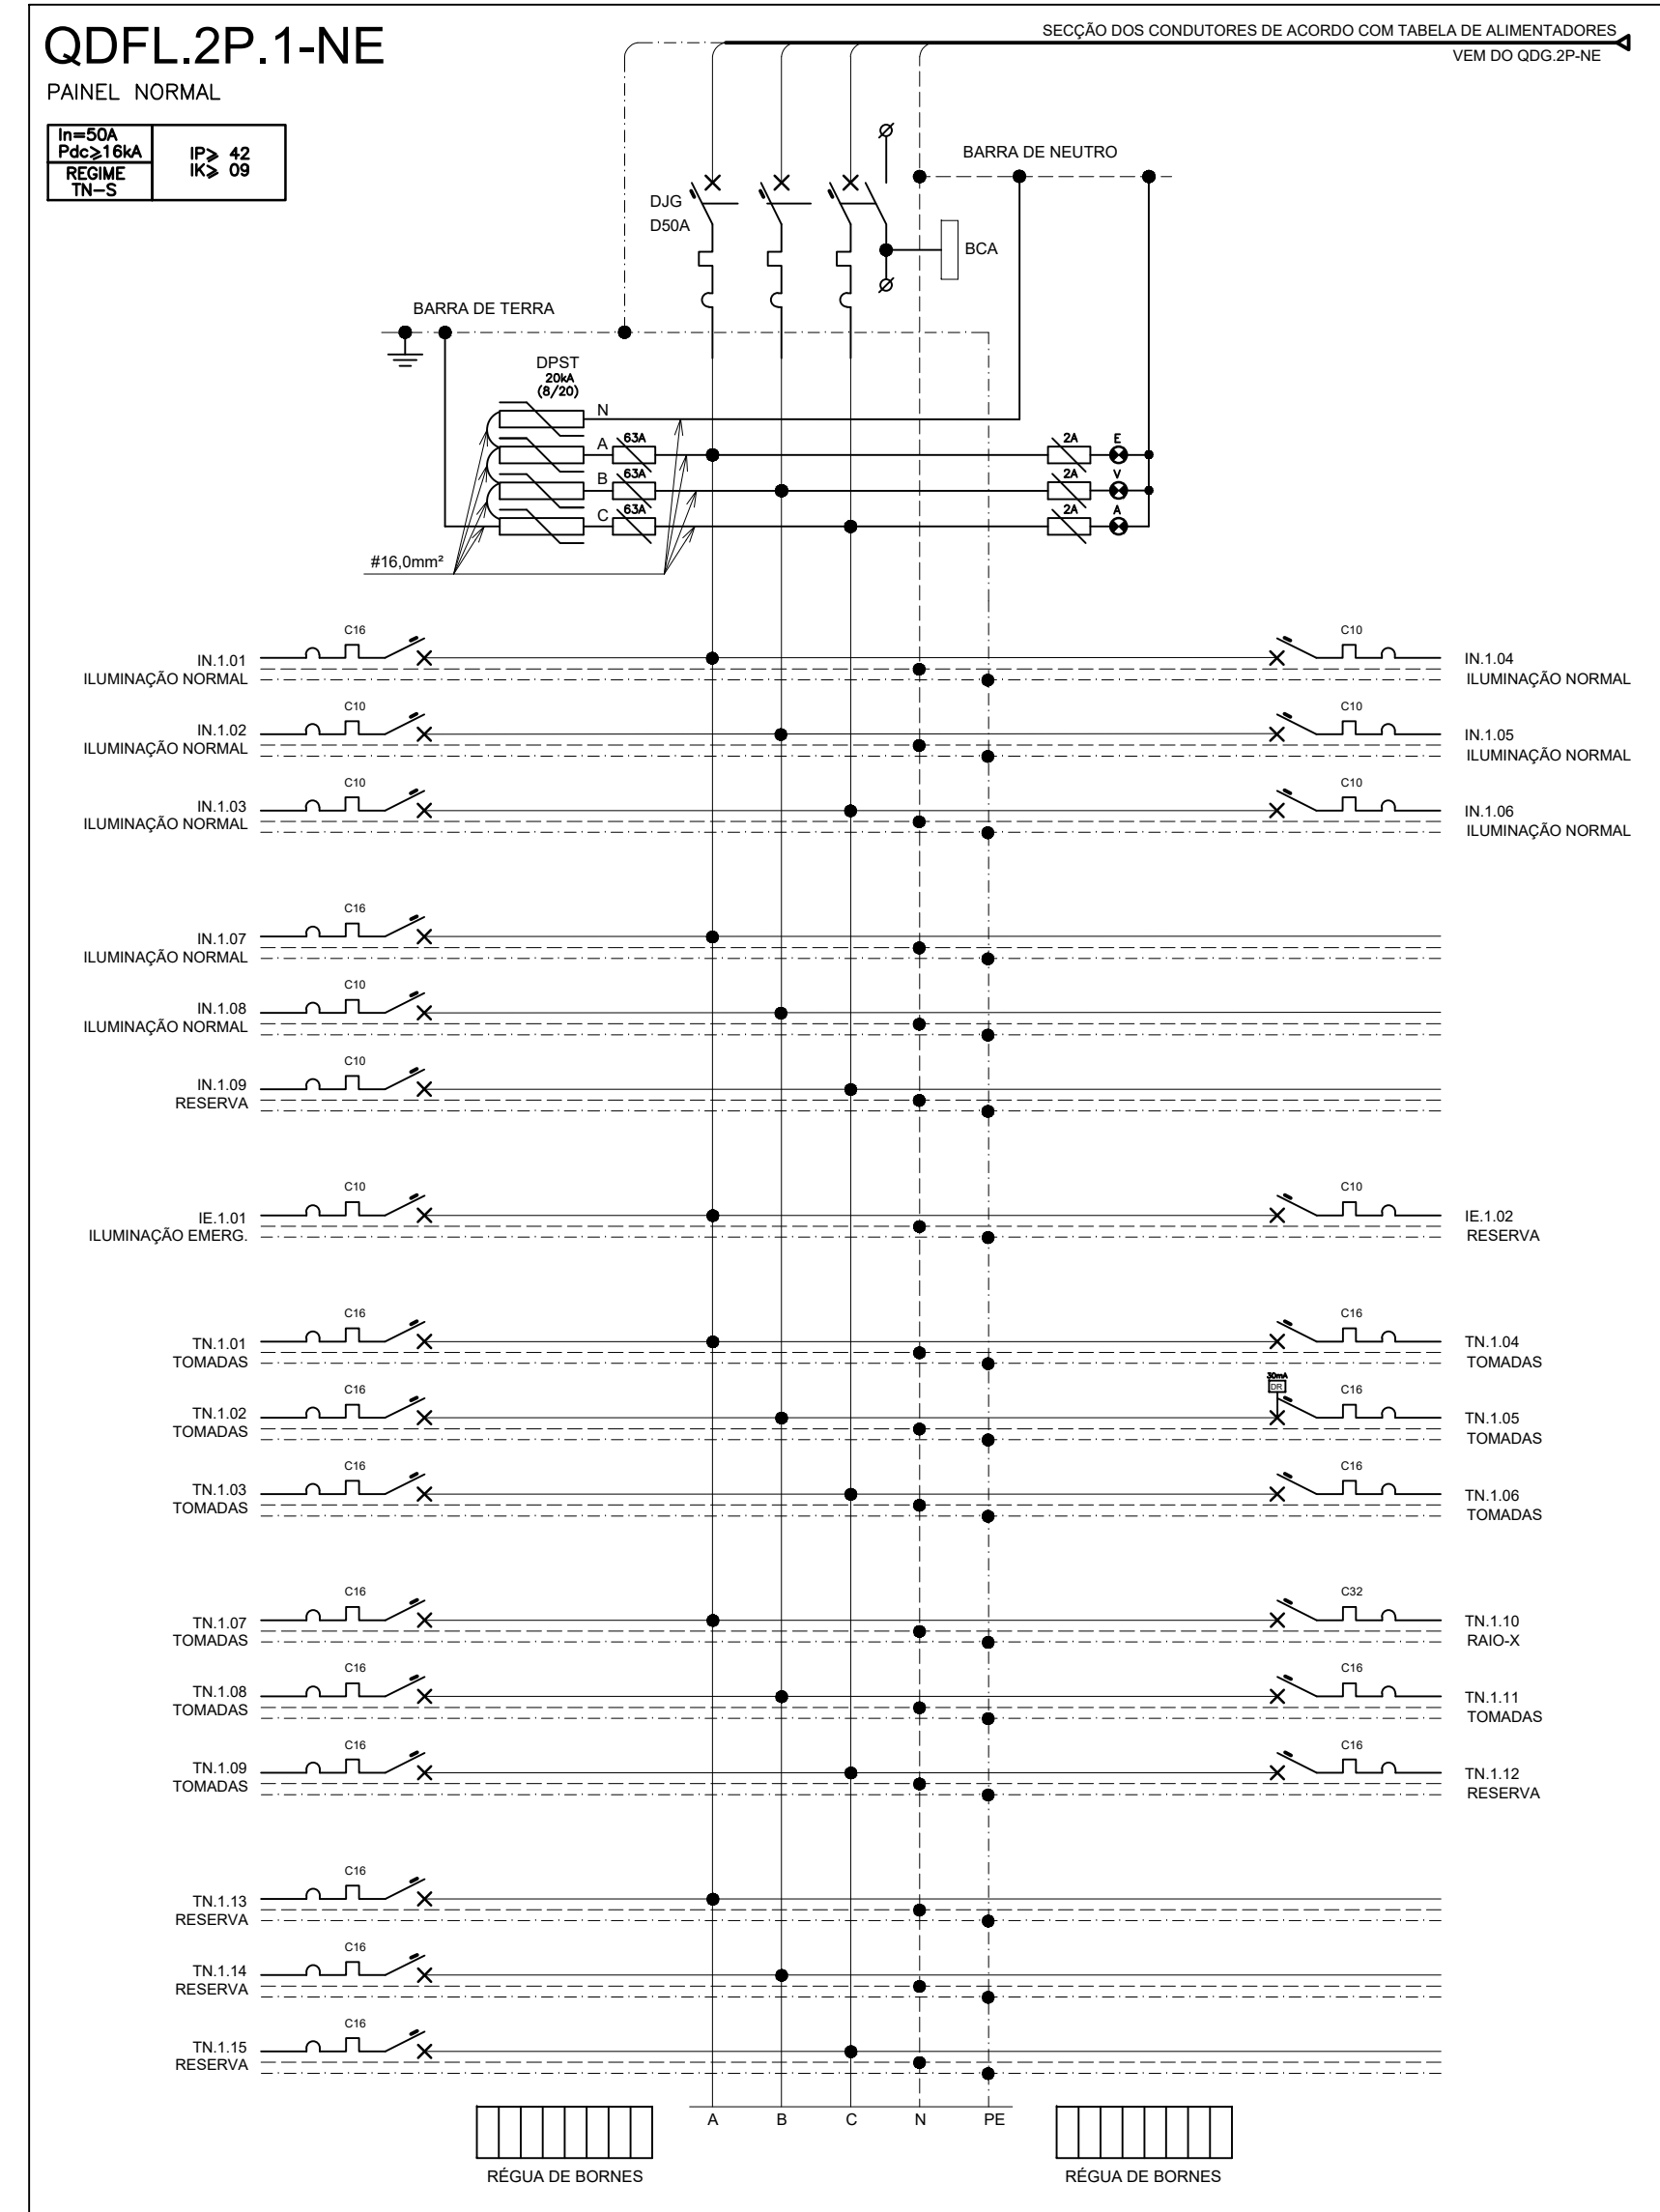 QDFL.2P.1-NE
PAINEL NORMAL
In=50A
Pdc⩾16kA
REGIME
TN-S
IP⩾ 42
IK⩾ 09
SECÇÃO DOS CONDUTORES DE ACORDO COM TABELA DE ALIMENTADORES
VEM DO QDG.2P-NE
BARRA DE NEUTRO
DJG
D50A
BCA
BARRA DE TERRA
DPST
20kA
(8/20)
N
A 63A 2A E
B 63A 2A V
C 63A 2A A
#16,0mm²
C16 C10
IN.1.01 IN.1.04
ILUMINAÇÃO NORMAL ILUMINAÇÃO NORMAL
C10 C10
IN.1.02 IN.1.05
ILUMINAÇÃO NORMAL ILUMINAÇÃO NORMAL
C10 C10
IN.1.03 IN.1.06
ILUMINAÇÃO NORMAL ILUMINAÇÃO NORMAL
C16
IN.1.07
ILUMINAÇÃO NORMAL
C10
IN.1.08
ILUMINAÇÃO NORMAL
C10
IN.1.09
RESERVA
C10 C10
IE.1.01 IE.1.02
ILUMINAÇÃO EMERG. RESERVA
C16 C16
TN.1.01 TN.1.04
TOMADAS TOMADAS
30mA
DR
C16 C16
TN.1.02 TN.1.05
TOMADAS TOMADAS
C16 C16
TN.1.03 TN.1.06
TOMADAS TOMADAS
C16 C32
TN.1.07 TN.1.10
TOMADAS RAIO-X
C16 C16
TN.1.08 TN.1.11
TOMADAS TOMADAS
C16 C16
TN.1.09 TN.1.12
TOMADAS RESERVA
C16
TN.1.13
RESERVA
C16
TN.1.14
RESERVA
C16
TN.1.15
RESERVA
A B C N PE
RÉGUA DE BORNES RÉGUA DE BORNES